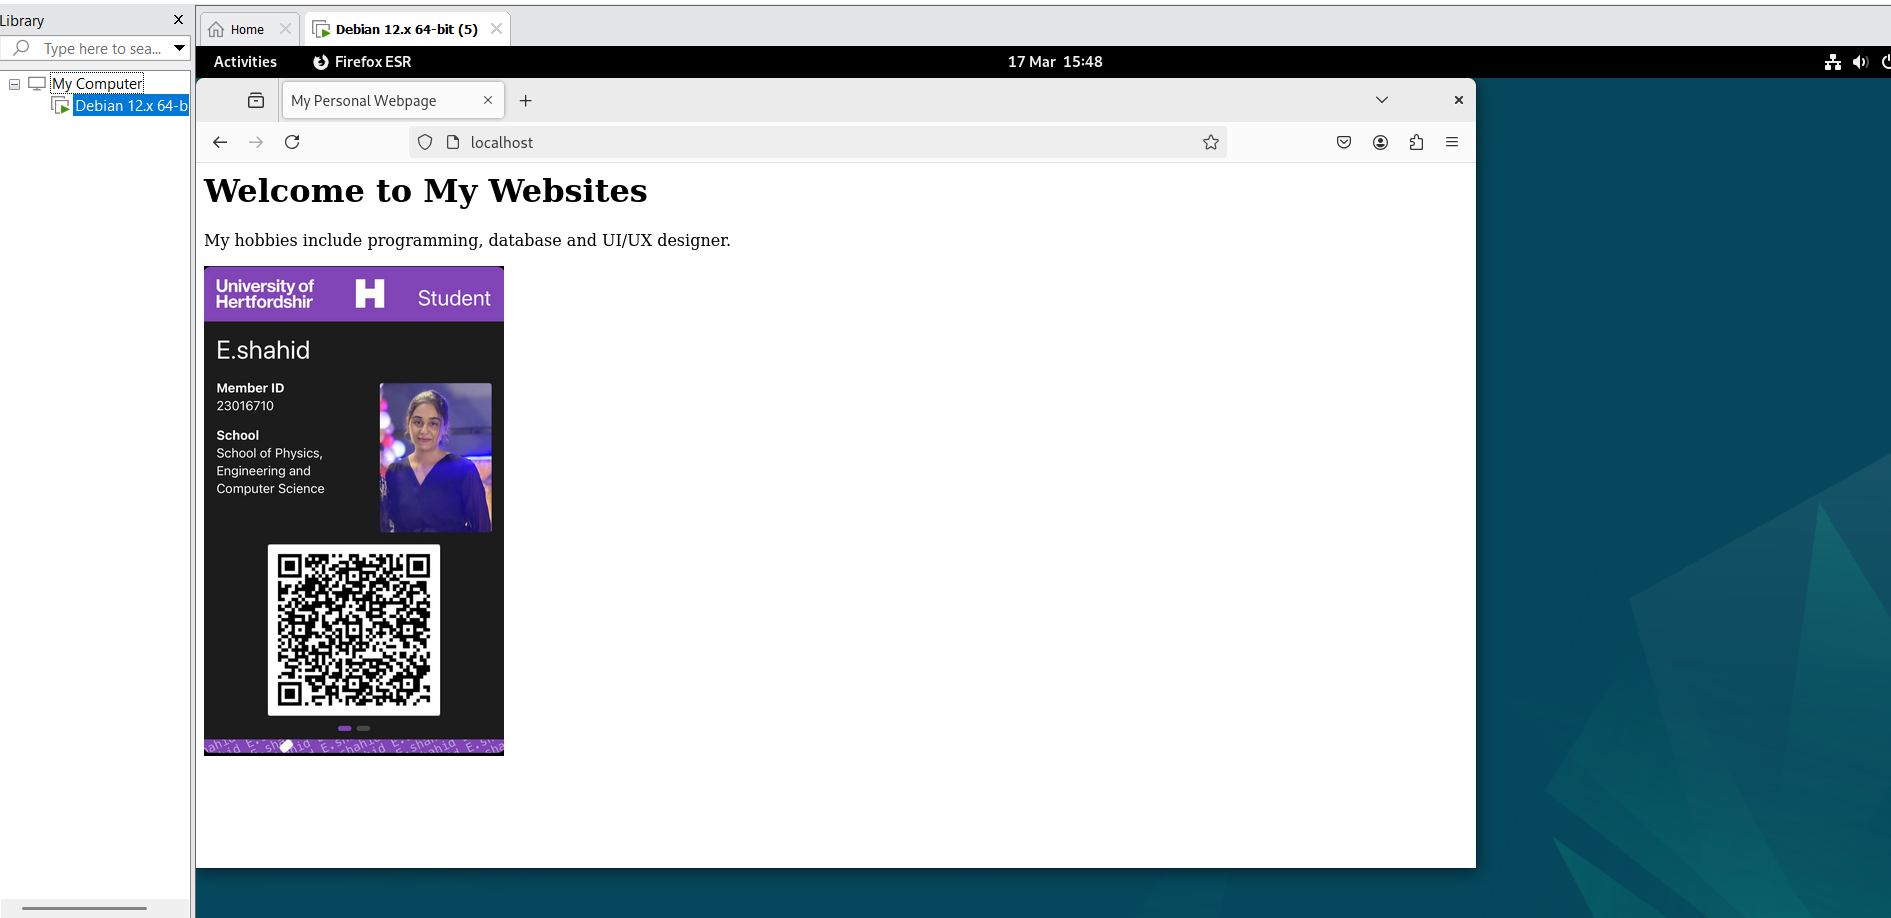 Library
Type here to sea...
My Computer
Debian 12.x 64-b
Home
Debian 12.x 64-bit (5)
Activities
Firefox ESR
17 Mar 15:48
My Personal Webpage
localhost
Welcome to My Websites
My hobbies include programming, database and UI/UX designer.
University of
Hertfordshir
H
Student
E.shahid
Member ID
23016710
School
School of Physics,
Engineering and
Computer Science